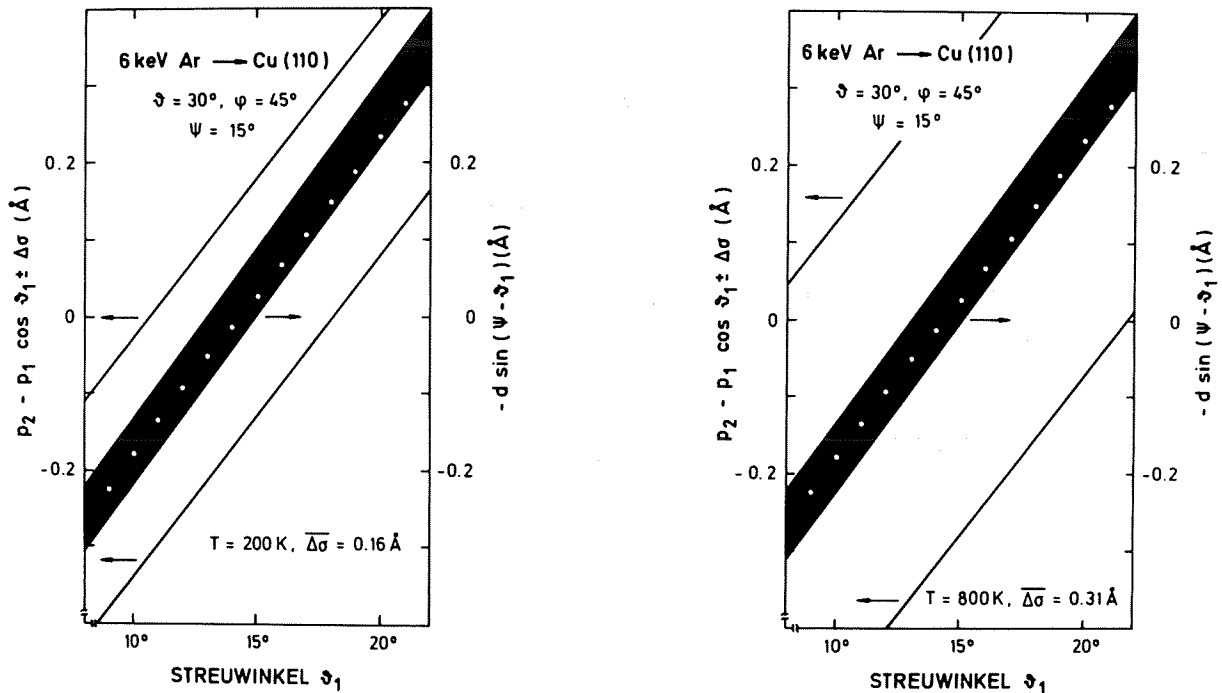 6 keV Ar → Cu (110)
ϑ = 30°, φ = 45°
Ψ = 15°
0.2
0
-0.2
p₂ - p₁ cos ϑ₁ ± Δσ (Å)
0.2
0
-0.2
- d sin (Ψ - ϑ₁) (Å)
T = 200 K, Δσ̅ = 0.16 Å
10° 15° 20°
STREUWINKEL ϑ₁
6 keV Ar → Cu (110)
ϑ = 30°, φ = 45°
Ψ = 15°
0.2
0
-0.2
p₂ - p₁ cos ϑ₁ ± Δσ (Å)
0.2
0
-0.2
- d sin (Ψ - ϑ₁) (Å)
T = 800 K, Δσ̅ = 0.31 Å
10° 15° 20°
STREUWINKEL ϑ₁